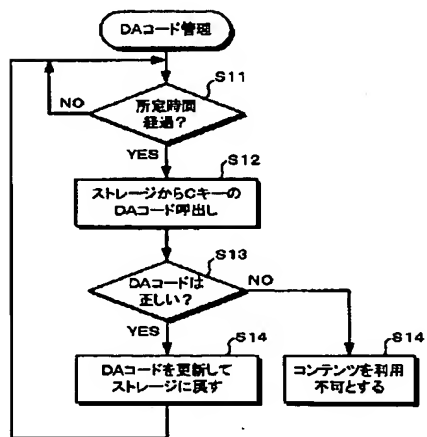 DAコード管理
S11
所定時間
経過?
NO
YES
S12
ストレージからCキーの
DAコード呼出し
S13
DAコードは
正しい?
NO
YES
S14
DAコードを更新して
ストレージに戻す
S14
コンテンツを利用
不可とする